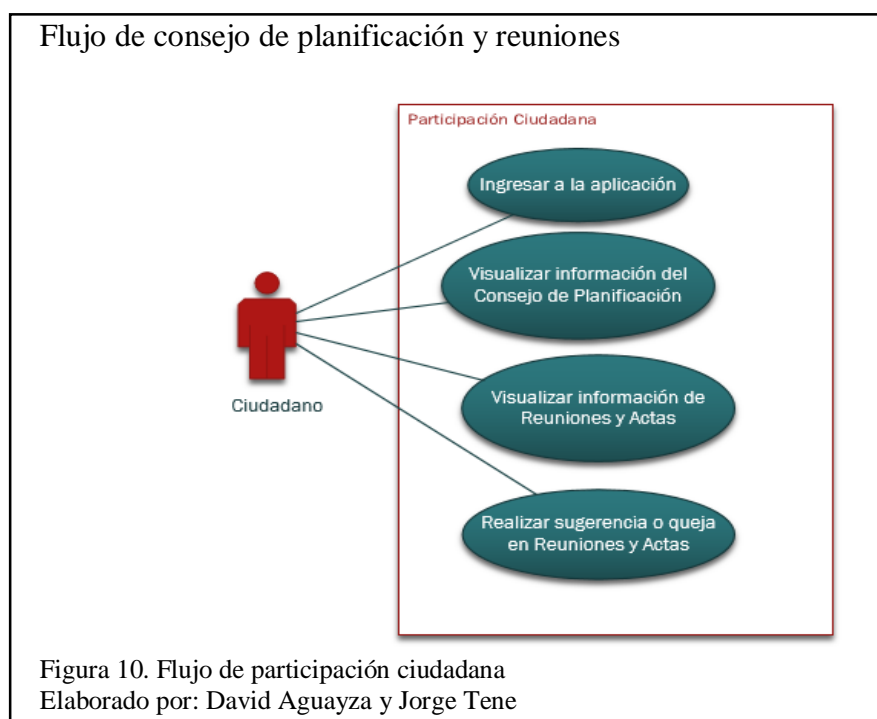 Flujo de consejo de planificación y reuniones
Participación Ciudadana
Ingresar a la aplicación
Visualizar información del
Consejo de Planificación
Ciudadano
Visualizar información de
Reuniones y Actas
Realizar sugerencia o queja
en Reuniones y Actas
Figura 10. Flujo de participación ciudadana
Elaborado por: David Aguayza y Jorge Tene